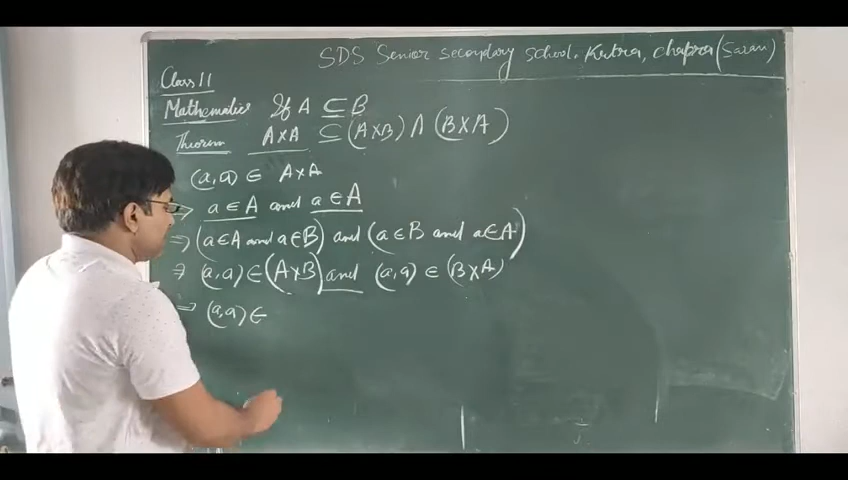 SDS Senior secondary school, Kutra, chapra (Saran)
Class 11
Mathematics If A ⊆ B
Theorem A×A ⊆ (A×B) ∩ (B×A)
(a,a) ∈ A×A
⇒ a ∈ A and a ∈ A
⇒ (a∈A and a∈B) and (a∈B and a∈A)
⇒ (a,a) ∈ (A×B) and (a,a) ∈ (B×A)
⇒ (a,a) ∈